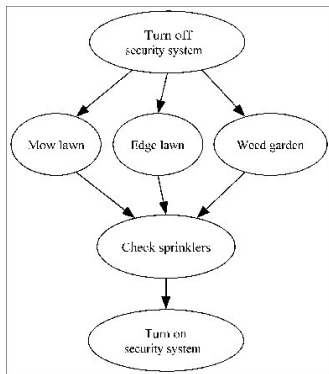 Turn off
security system
Mow lawn
Edge lawn
Weed garden
Check sprinklers
Turn on
security system